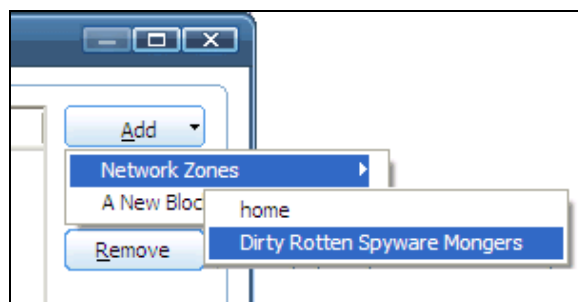 Add
Network Zones
A New Bloc
home
Dirty Rotten Spyware Mongers
Remove